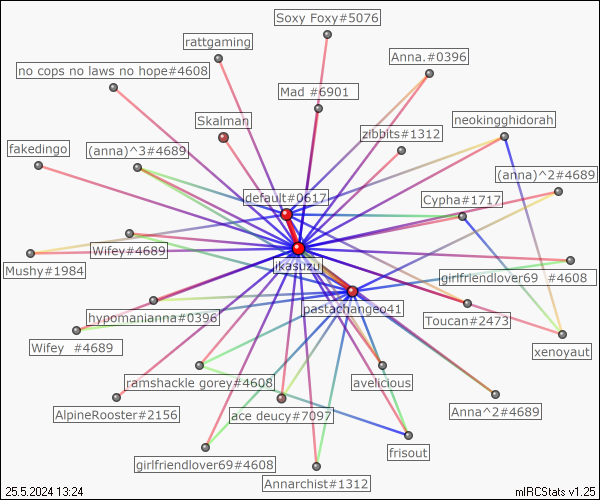 Soxy Foxy#5076
rattgaming
Anna.#0396
no cops no laws no hope#4608
Mad #6901
Skalman
zibbits#1312
neokingghidorah
fakedingo
(anna)^3#4689
(anna)^2#4689
default#0617
Cypha#1717
Wifey#4689
Mushy#1984
ikasuzu
girlfriendlover69 #4608
pastachangeo41
hypomanianna#0396
Toucan#2473
Wifey #4689
xenoyaut
ramshackle gorey#4608
avelicious
AlpineRooster#2156
ace deucy#7097
Anna^2#4689
frisout
girlfriendlover69#4608
Annarchist#1312
25.5.2024 13:24
mIRCStats v1.25